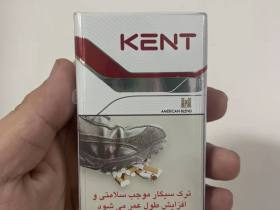 KENT
AMERICAN BLEND
ترک سیگار موجب سلامتی و
افزایش طول عمر می شود